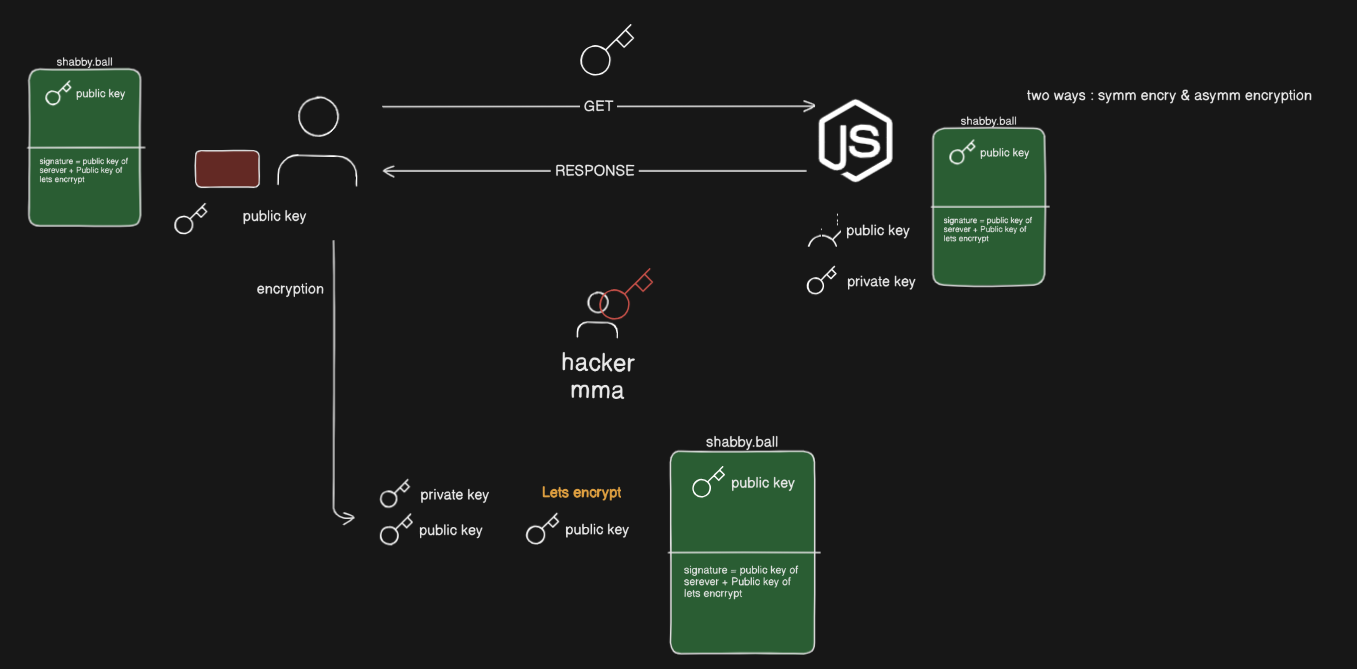 shabby.ball
public key
signature = public key of
serever + Public key of
lets encrrypt
public key
encryption
GET
RESPONSE
JS
two ways : symm encry & asymm encryption
shabby.ball
public key
signature = public key of
serever + Public key of
lets encrrypt
public key
private key
hacker
mma
private key
public key
Lets encrypt
public key
shabby.ball
public key
signature = public key of
serever + Public key of
lets encrrypt